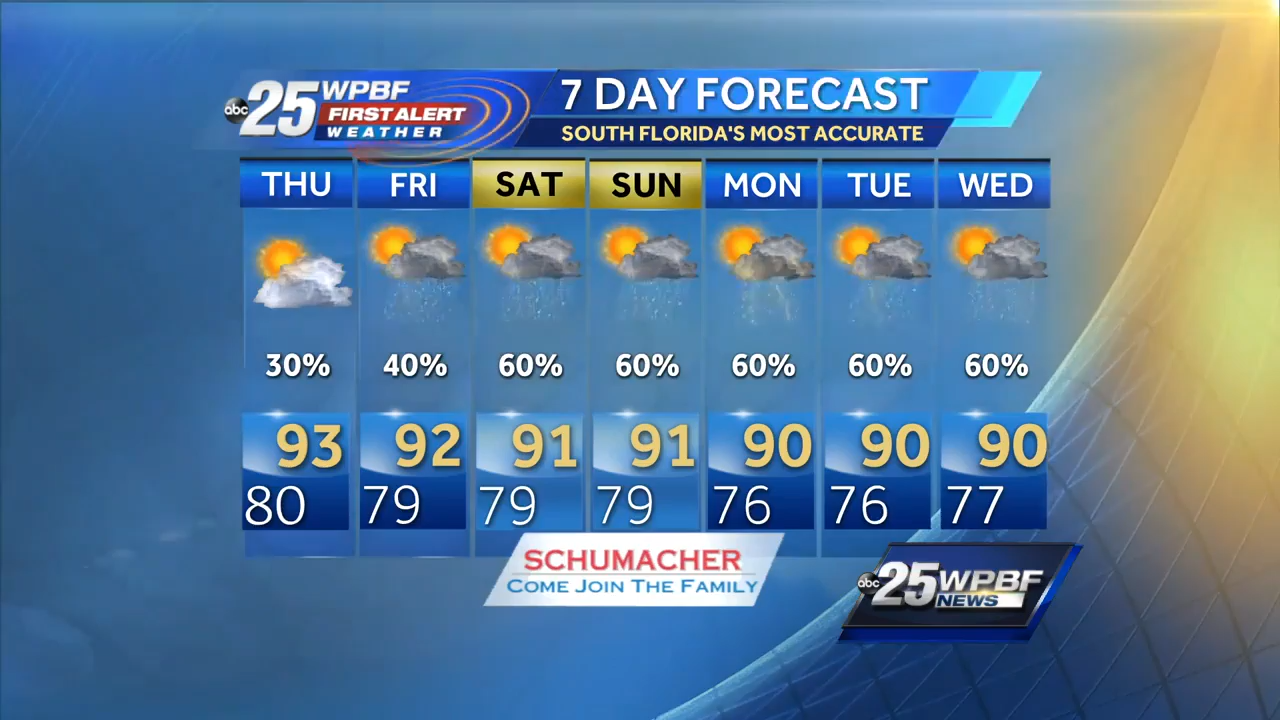 abc 25 WPBF
FIRST ALERT
WEATHER
7 DAY FORECAST
SOUTH FLORIDA'S MOST ACCURATE
THU FRI SAT SUN MON TUE WED
30% 40% 60% 60% 60% 60% 60%
93 92 91 91 90 90 90
80 79 79 79 76 76 77
SCHUMACHER
COME JOIN THE FAMILY
abc 25 WPBF
NEWS